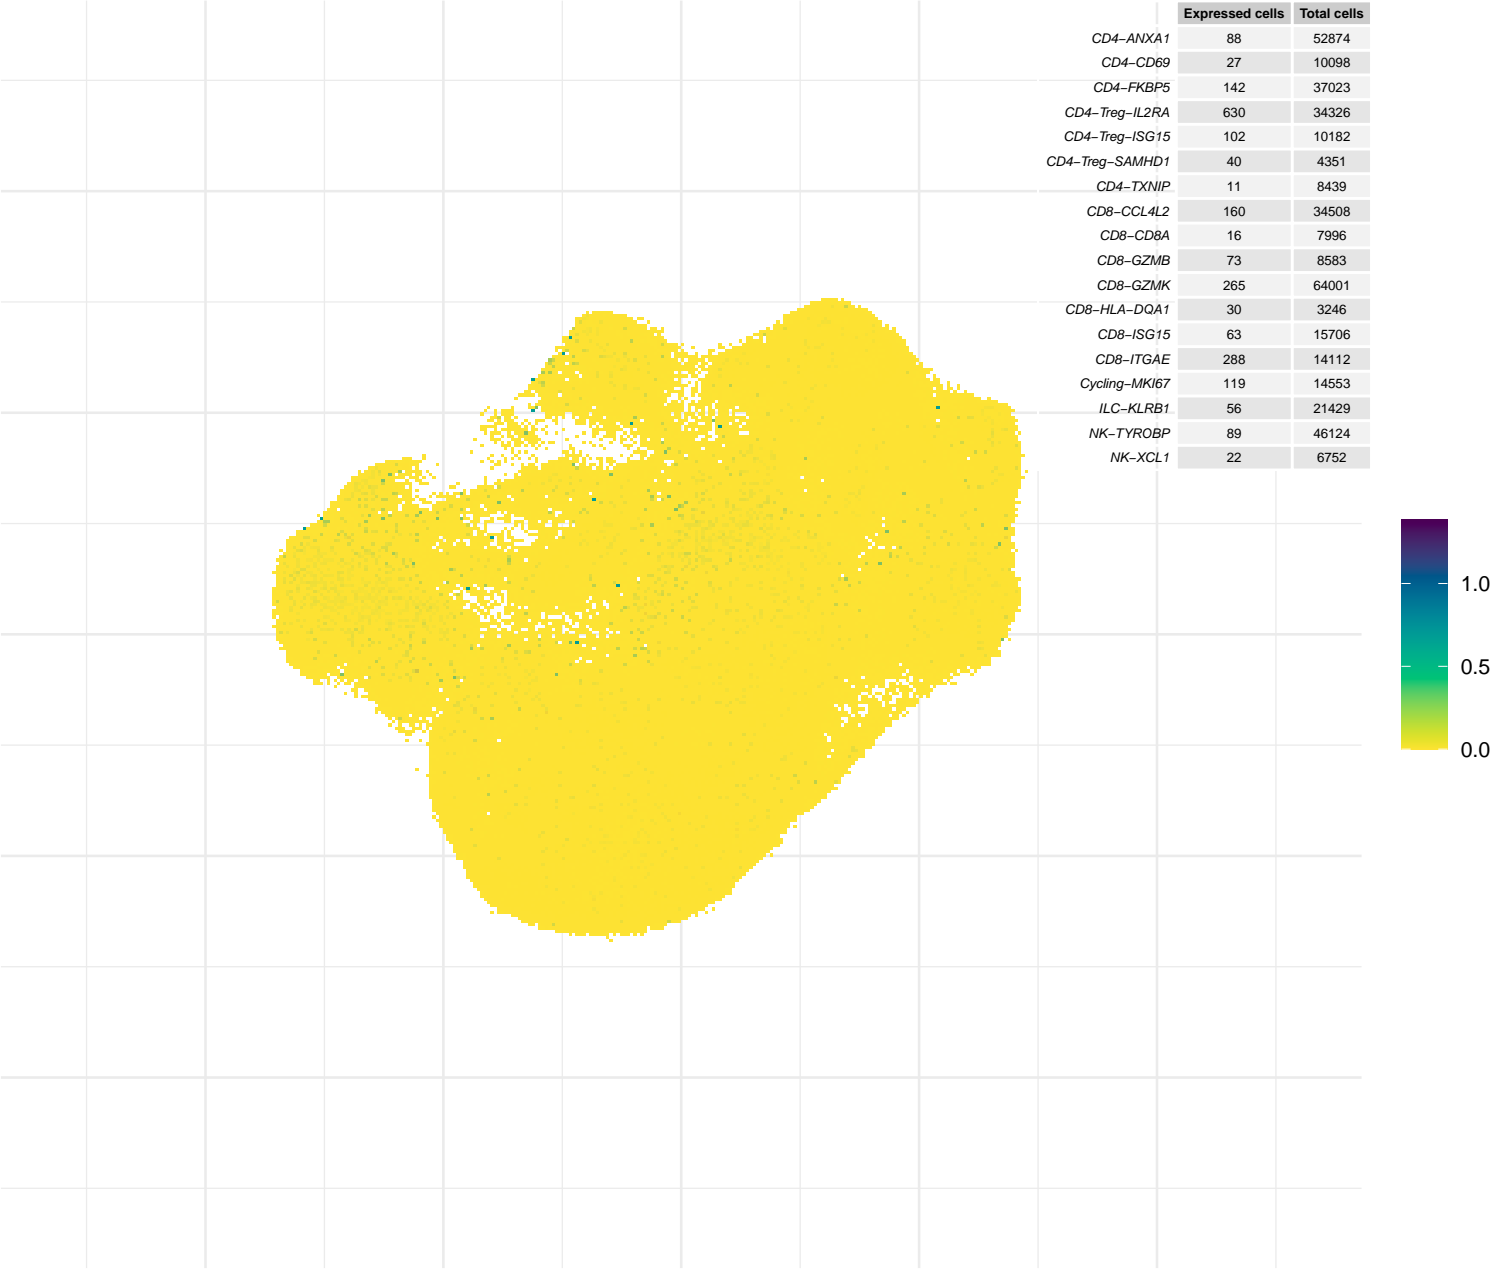 Expressed cells Total cells
CD4−ANXA1 88 52874
CD4−CD69 27 10098
CD4−FKBP5 142 37023
CD4−Treg−IL2RA 630 34326
CD4−Treg−ISG15 102 10182
CD4−Treg−SAMHD1 40 4351
CD4−TXNIP 11 8439
CD8−CCL4L2 160 34508
CD8−CD8A 16 7996
CD8−GZMB 73 8583
CD8−GZMK 265 64001
CD8−HLA−DQA1 30 3246
CD8−ISG15 63 15706
CD8−ITGAE 288 14112
Cycling−MKI67 119 14553
ILC−KLRB1 56 21429
NK−TYROBP 89 46124
NK−XCL1 22 6752
1.0
0.5
0.0